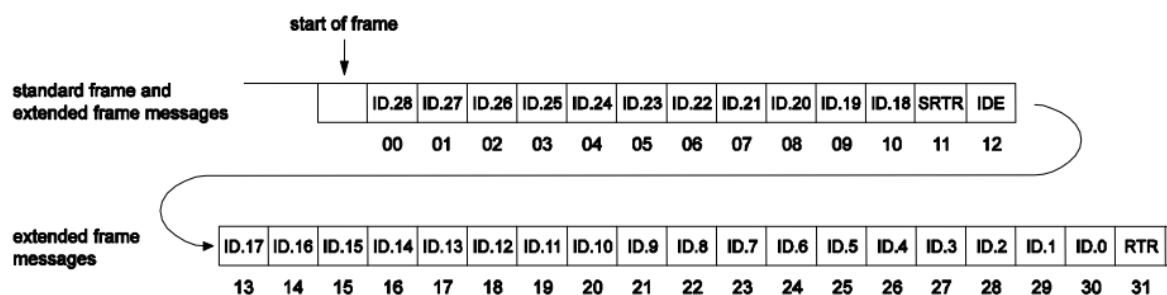 start of frame
standard frame and
extended frame messages
ID.28 ID.27 ID.26 ID.25 ID.24 ID.23 ID.22 ID.21 ID.20 ID.19 ID.18 SRTR IDE
00 01 02 03 04 05 06 07 08 09 10 11 12
extended frame
messages
ID.17 ID.16 ID.15 ID.14 ID.13 ID.12 ID.11 ID.10 ID.9 ID.8 ID.7 ID.6 ID.5 ID.4 ID.3 ID.2 ID.1 ID.0 RTR
13 14 15 16 17 18 19 20 21 22 23 24 25 26 27 28 29 30 31